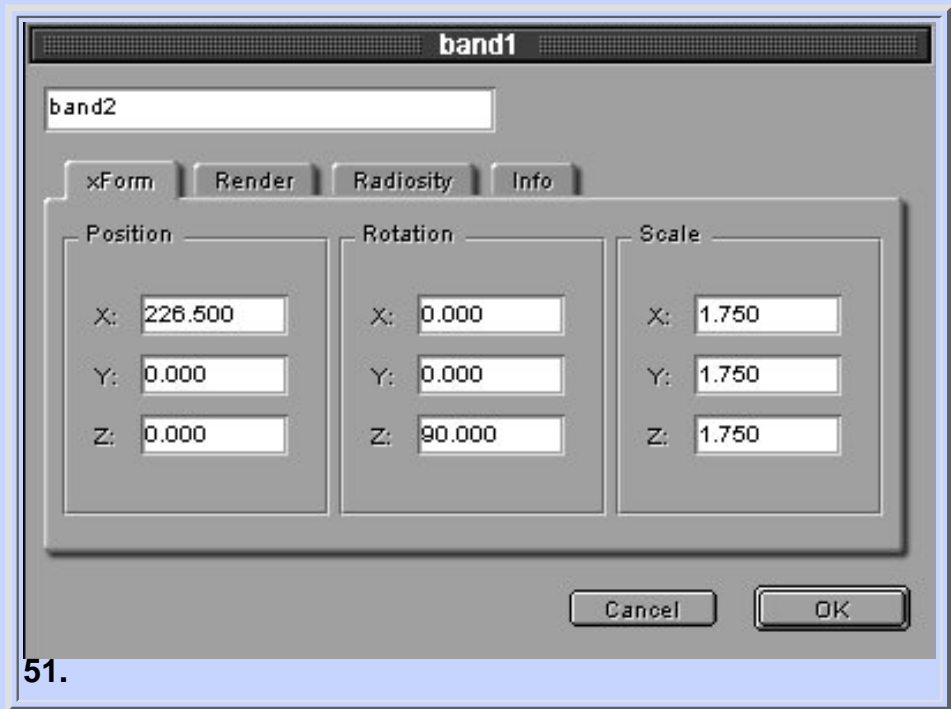 band1
band2
xForm Render Radiosity Info
Position Rotation Scale
X: 226.500 X: 0.000 X: 1.750
Y: 0.000 Y: 0.000 Y: 1.750
Z: 0.000 Z: 90.000 Z: 1.750
Cancel OK
51.